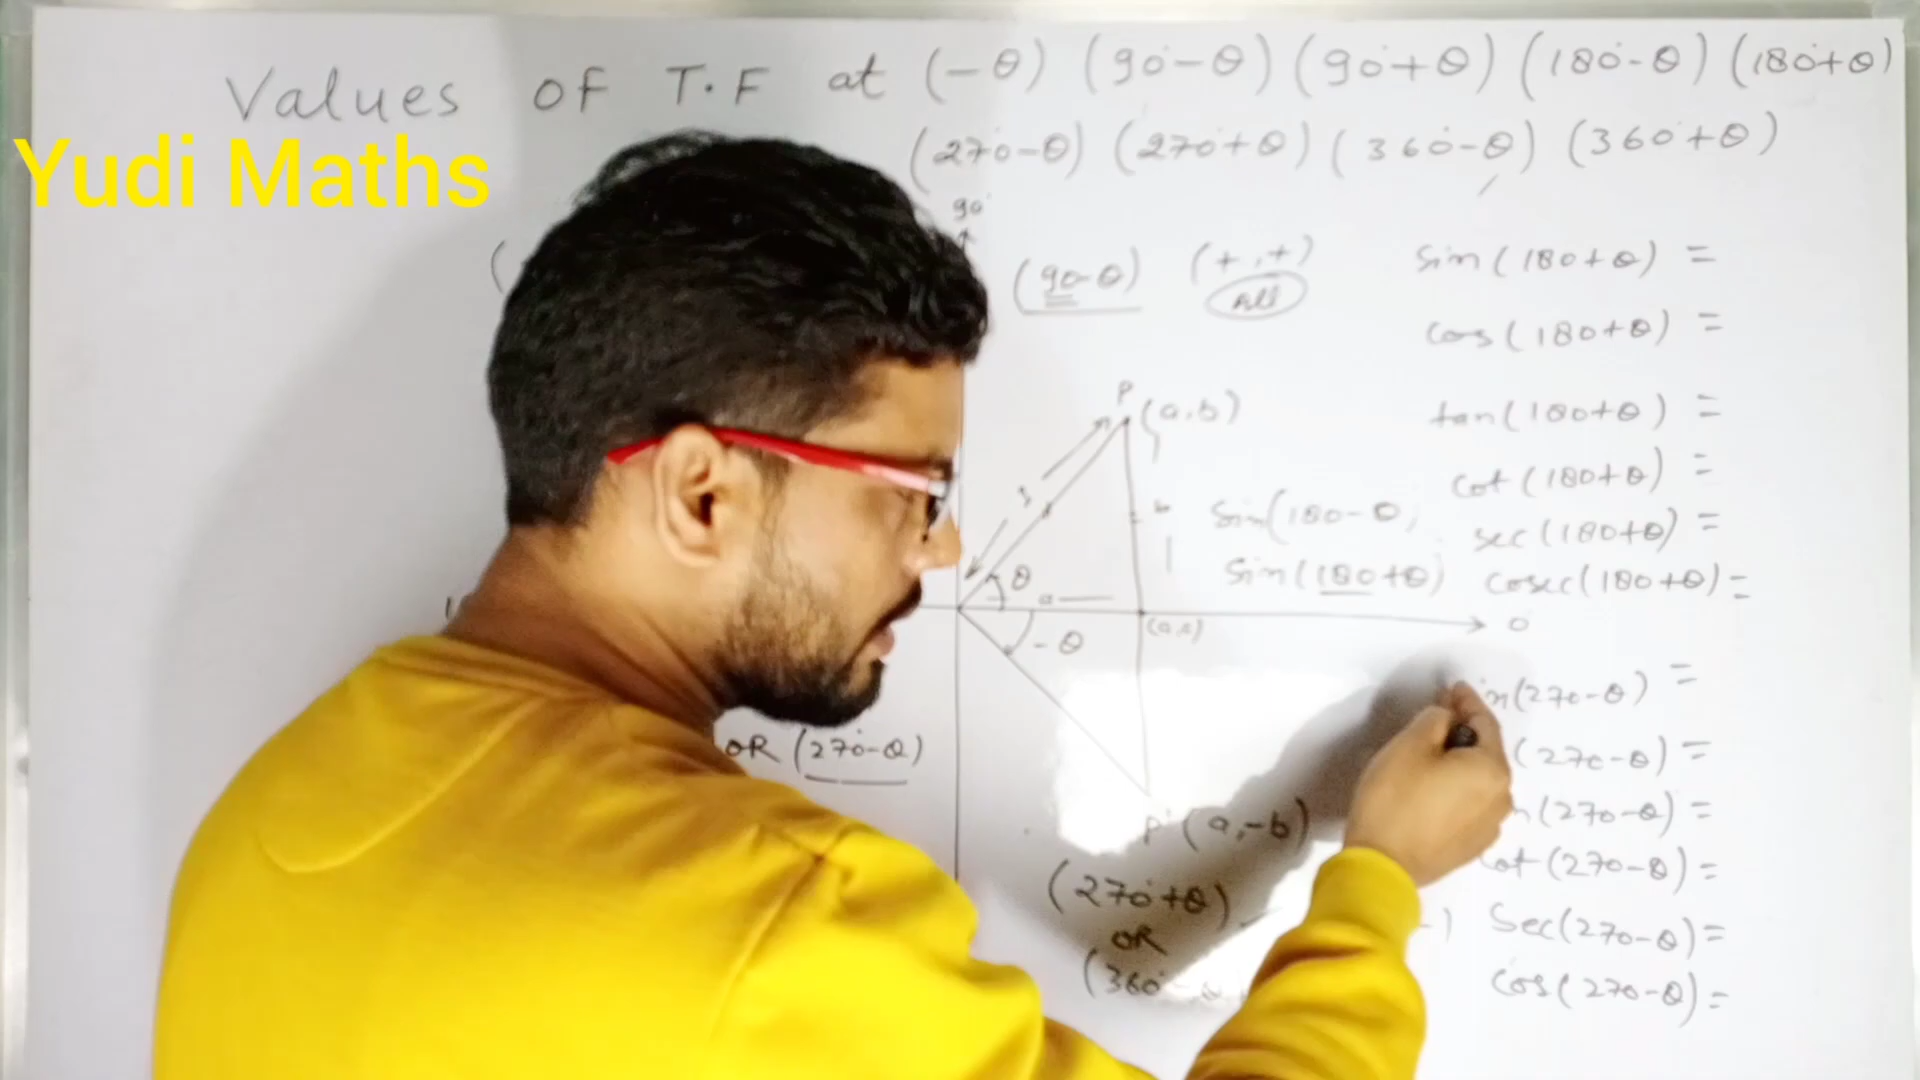 Values of T.F at (-θ) (90°-θ) (90°+θ) (180°-θ) (180°+θ)
(270°-θ) (270°+θ) (360°-θ) (360°+θ)
Yudi Maths
90°
(90-θ) (+,+)
All
P (a,b)
b
θ
a
-θ
0°
P' (a,-b)
OR (270°-θ)
(270°+θ)
OR
(360°
sin(180-θ
sin(180+θ)
sin(180+θ) =
cos(180+θ) =
tan(180+θ) =
cot(180+θ) =
sec(180+θ) =
cosec(180+θ) =
in(270-θ) =
(270-θ) =
n(270-θ) =
cot(270-θ) =
Sec(270-θ) =
cos(270-θ) =